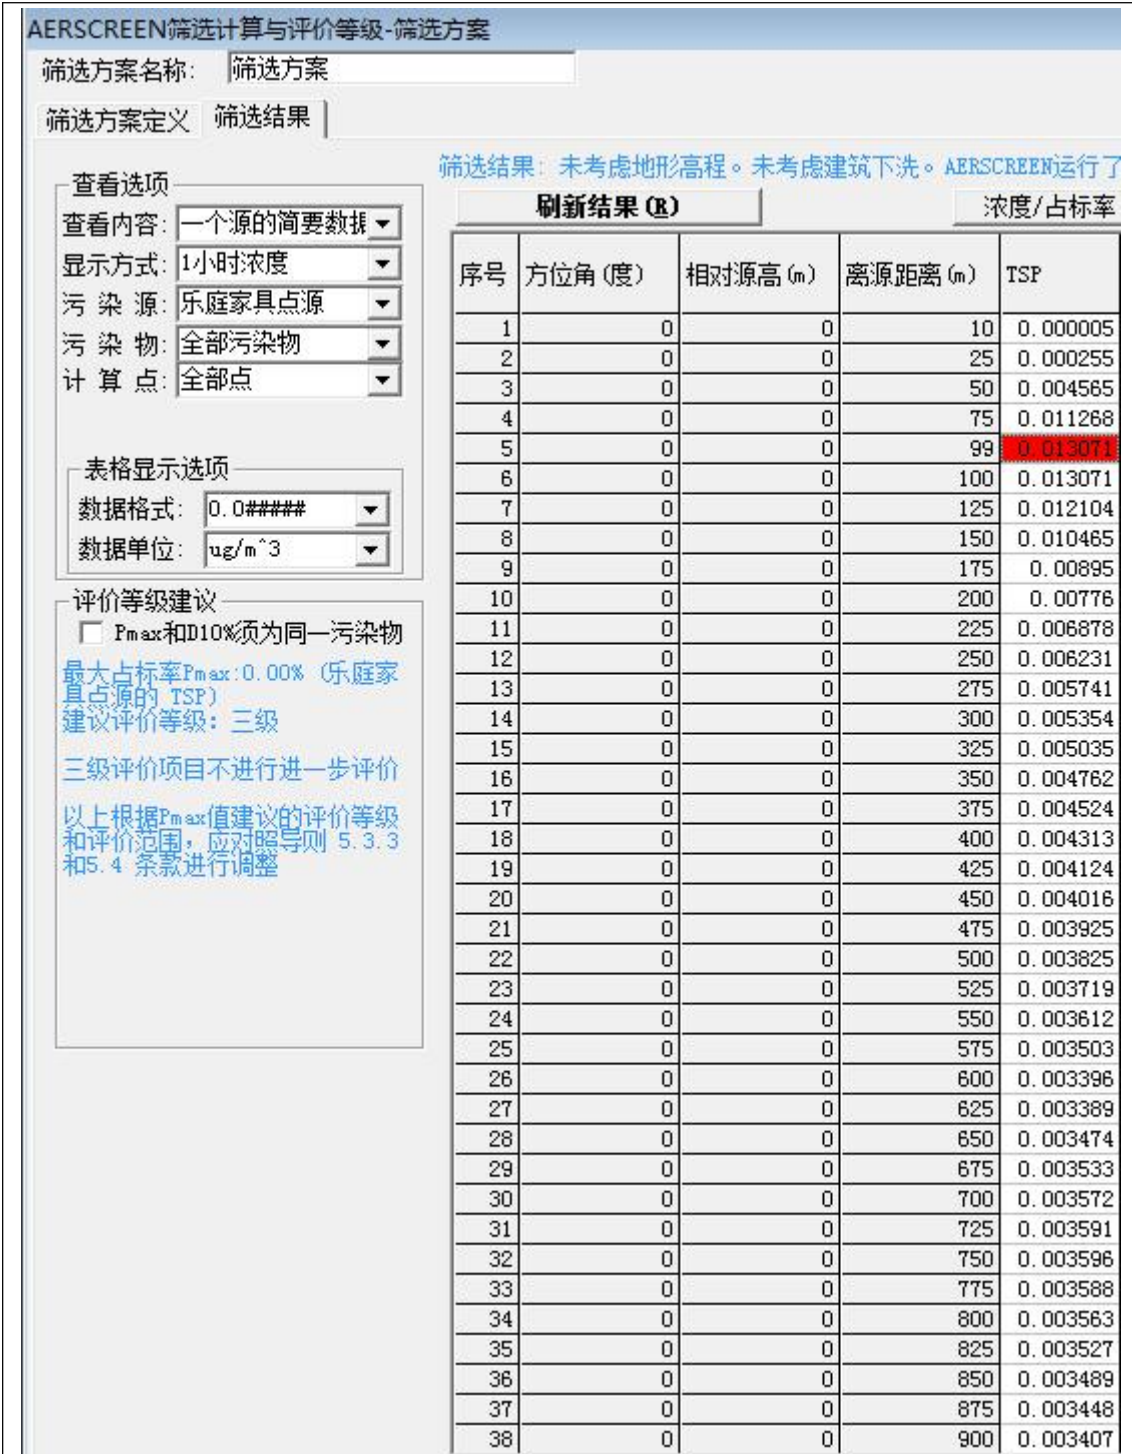 AERSCREEN筛选计算与评价等级-筛选方案
筛选方案名称: 筛选方案
筛选方案定义 筛选结果
筛选结果: 未考虑地形高程。未考虑建筑下洗。AERSCREEN运行了
查看选项
查看内容: 一个源的简要数据
显示方式: 1小时浓度
污 染 源: 乐庭家具点源
污 染 物: 全部污染物
计 算 点: 全部点
表格显示选项
数据格式: 0.0#####
数据单位: ug/m^3
评价等级建议
Pmax和D10%须为同一污染物
最大占标率Pmax:0.00% (乐庭家
具点源的 TSP)
建议评价等级: 三级
三级评价项目不进行进一步评价
以上根据Pmax值建议的评价等级
和评价范围,应对照导则 5.3.3
和5.4 条款进行调整
刷新结果(R) 浓度/占标率
序号 方位角(度) 相对源高(m) 离源距离(m) TSP
1 0 0 10 0.000005
2 0 0 25 0.000255
3 0 0 50 0.004565
4 0 0 75 0.011268
5 0 0 99 0.013071
6 0 0 100 0.013071
7 0 0 125 0.012104
8 0 0 150 0.010465
9 0 0 175 0.00895
10 0 0 200 0.00776
11 0 0 225 0.006878
12 0 0 250 0.006231
13 0 0 275 0.005741
14 0 0 300 0.005354
15 0 0 325 0.005035
16 0 0 350 0.004762
17 0 0 375 0.004524
18 0 0 400 0.004313
19 0 0 425 0.004124
20 0 0 450 0.004016
21 0 0 475 0.003925
22 0 0 500 0.003825
23 0 0 525 0.003719
24 0 0 550 0.003612
25 0 0 575 0.003503
26 0 0 600 0.003396
27 0 0 625 0.003389
28 0 0 650 0.003474
29 0 0 675 0.003533
30 0 0 700 0.003572
31 0 0 725 0.003591
32 0 0 750 0.003596
33 0 0 775 0.003588
34 0 0 800 0.003563
35 0 0 825 0.003527
36 0 0 850 0.003489
37 0 0 875 0.003448
38 0 0 900 0.003407